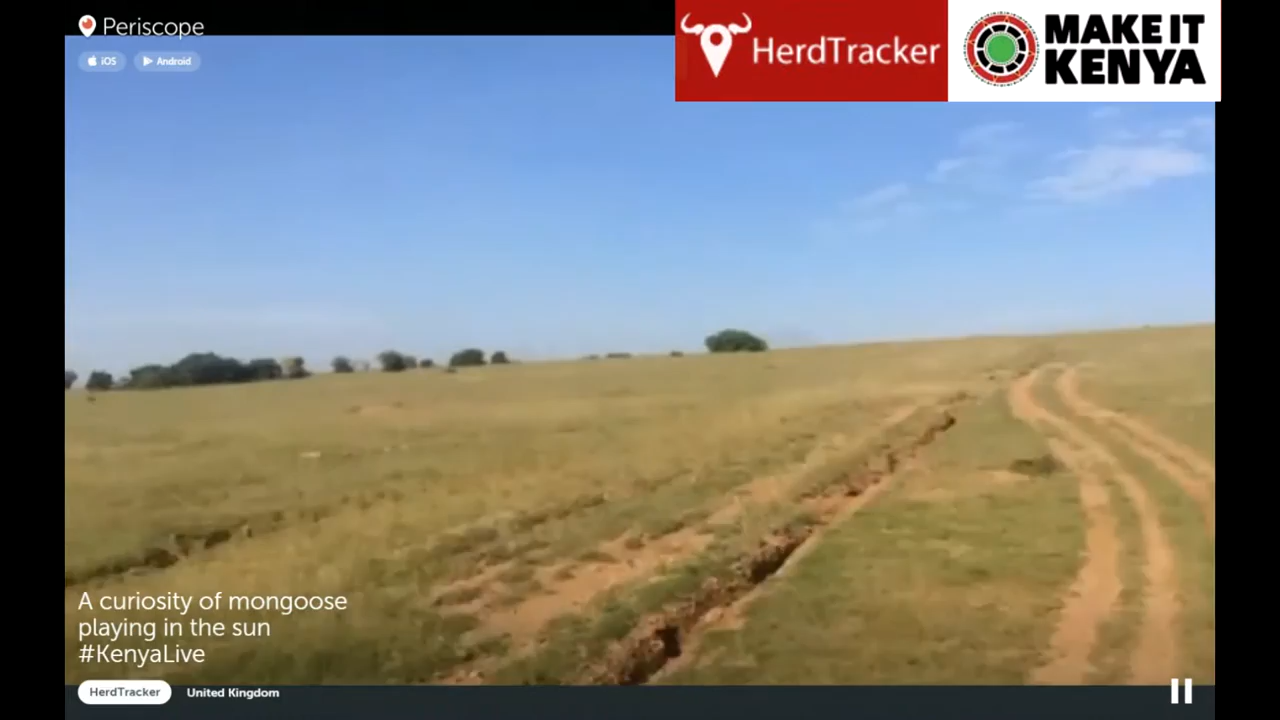 Periscope
iOS
Android
HerdTracker
MAKE IT
KENYA
A curiosity of mongoose
playing in the sun
#KenyaLive
HerdTracker
United Kingdom